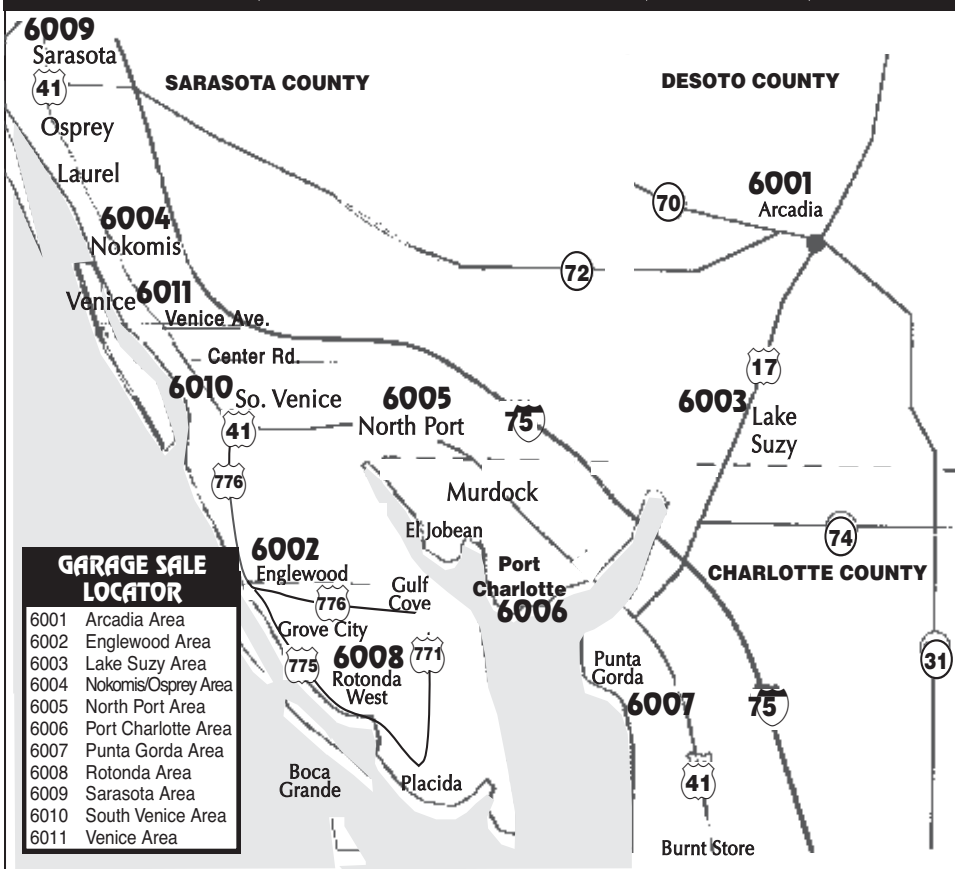 6009
Sarasota
41
SARASOTA COUNTY
DESOTO COUNTY
Osprey
Laurel
6001
70
Arcadia
6004
Nokomis
72
Venice
6011
Venice Ave.
Center Rd.
17
6010
So. Venice
6005
6003
Lake
Suzy
41
North Port
75
776
Murdock
El Jobean
74
6002
Englewood
Port
Charlotte
6006
CHARLOTTE COUNTY
776
Gulf
Cove
Grove City
775
6008
Rotonda
West
771
Punta
Gorda
31
6007
75
Boca
Grande
Placida
41
Burnt Store
GARAGE SALE
LOCATOR
6001 Arcadia Area
6002 Englewood Area
6003 Lake Suzy Area
6004 Nokomis/Osprey Area
6005 North Port Area
6006 Port Charlotte Area
6007 Punta Gorda Area
6008 Rotonda Area
6009 Sarasota Area
6010 South Venice Area
6011 Venice Area